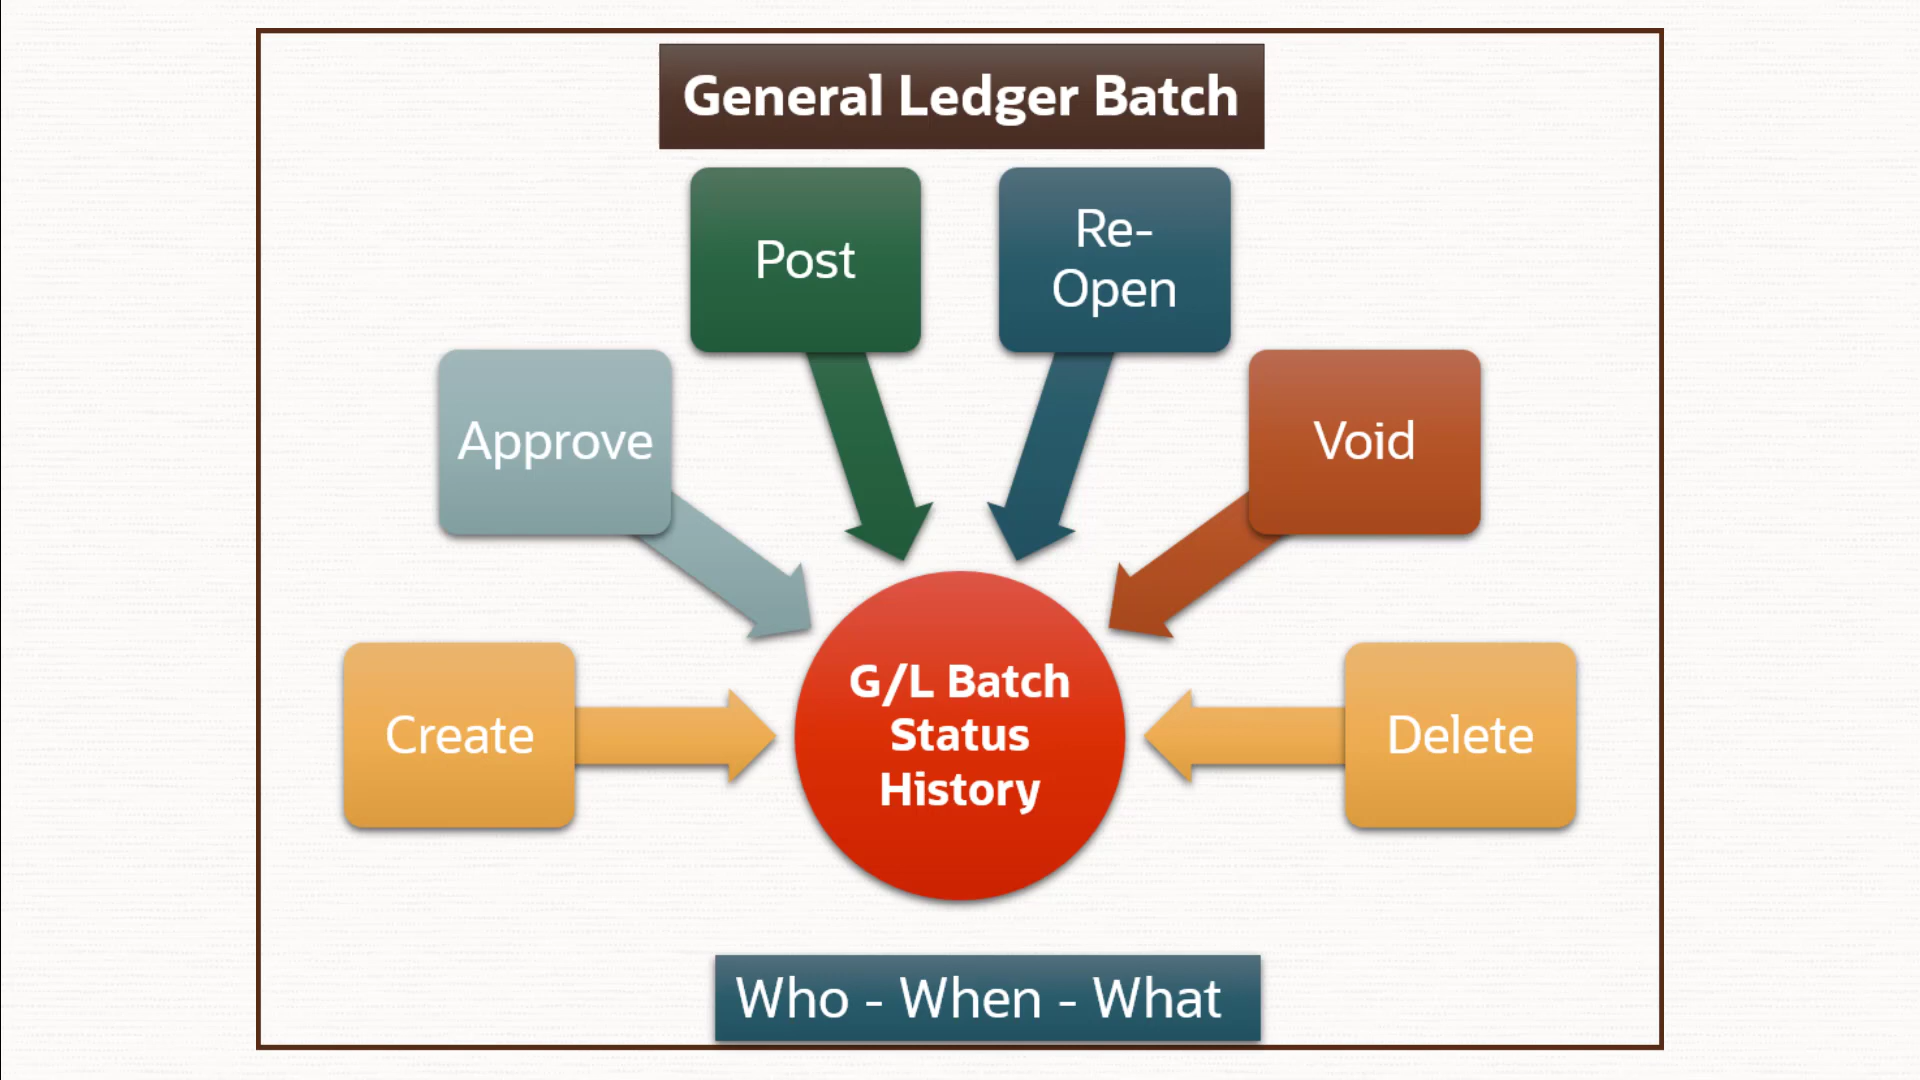 General Ledger Batch
Post
Re-
Open
Approve
Void
Create
G/L Batch
Status
History
Delete
Who - When - What